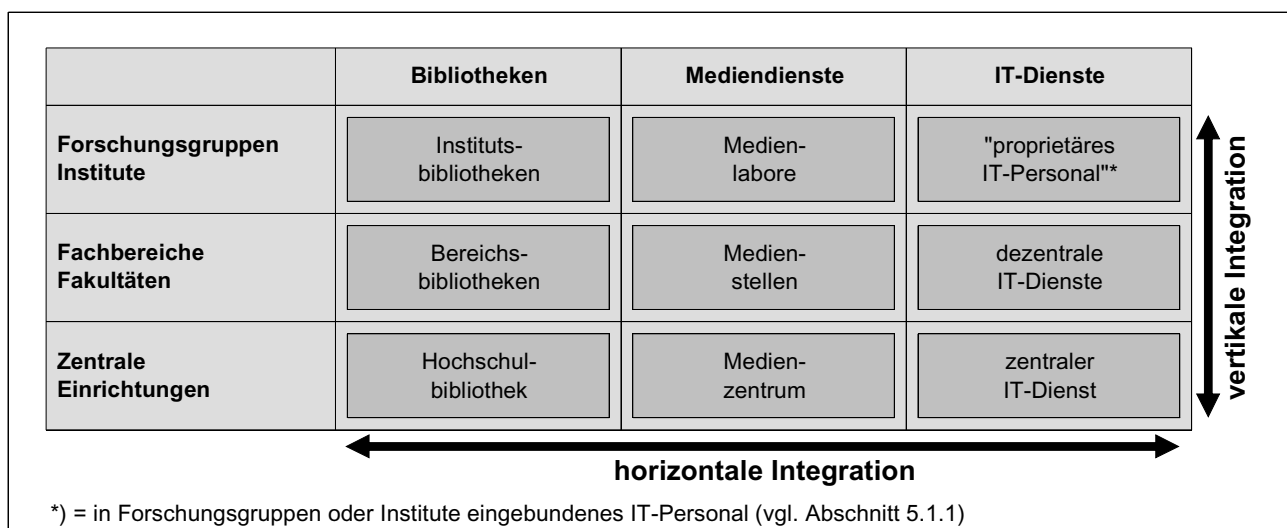 Bibliotheken Mediendienste IT-Dienste
Forschungsgruppen
Institute
Instituts-
bibliotheken
Medien-
labore
"proprietäres
IT-Personal"*
Fachbereiche
Fakultäten
Bereichs-
bibliotheken
Medien-
stellen
dezentrale
IT-Dienste
Zentrale
Einrichtungen
Hochschul-
bibliothek
Medien-
zentrum
zentraler
IT-Dienst
vertikale Integration
horizontale Integration
*) = in Forschungsgruppen oder Institute eingebundenes IT-Personal (vgl. Abschnitt 5.1.1)